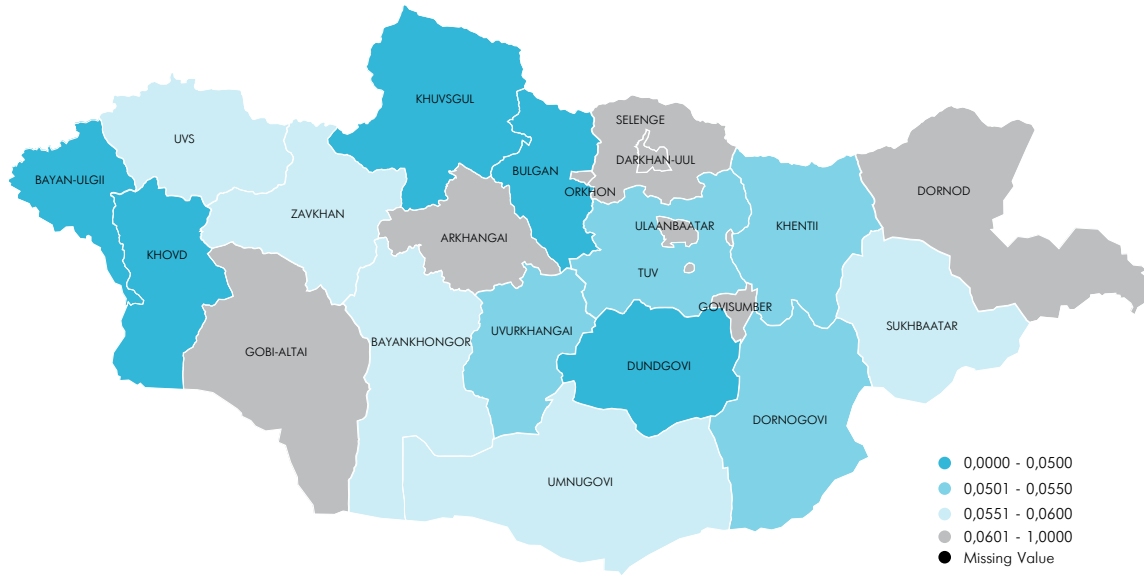 KHUVSGUL
SELENGE
UVS
DARKHAN-UUL
BULGAN
BAYAN-ULGII
ORKHON
DORNOD
ZAVKHAN
ULAANBAATAR
KHENTII
ARKHANGAI
KHOVD
TUV
GOVISUMBER
SUKHBAATAR
UVURKHANGAI
BAYANKHONGOR
GOBI-ALTAI
DUNDGOVI
DORNOGOVI
UMNUGOVI
0,0000 - 0,0500
0,0501 - 0,0550
0,0551 - 0,0600
0,0601 - 1,0000
Missing Value